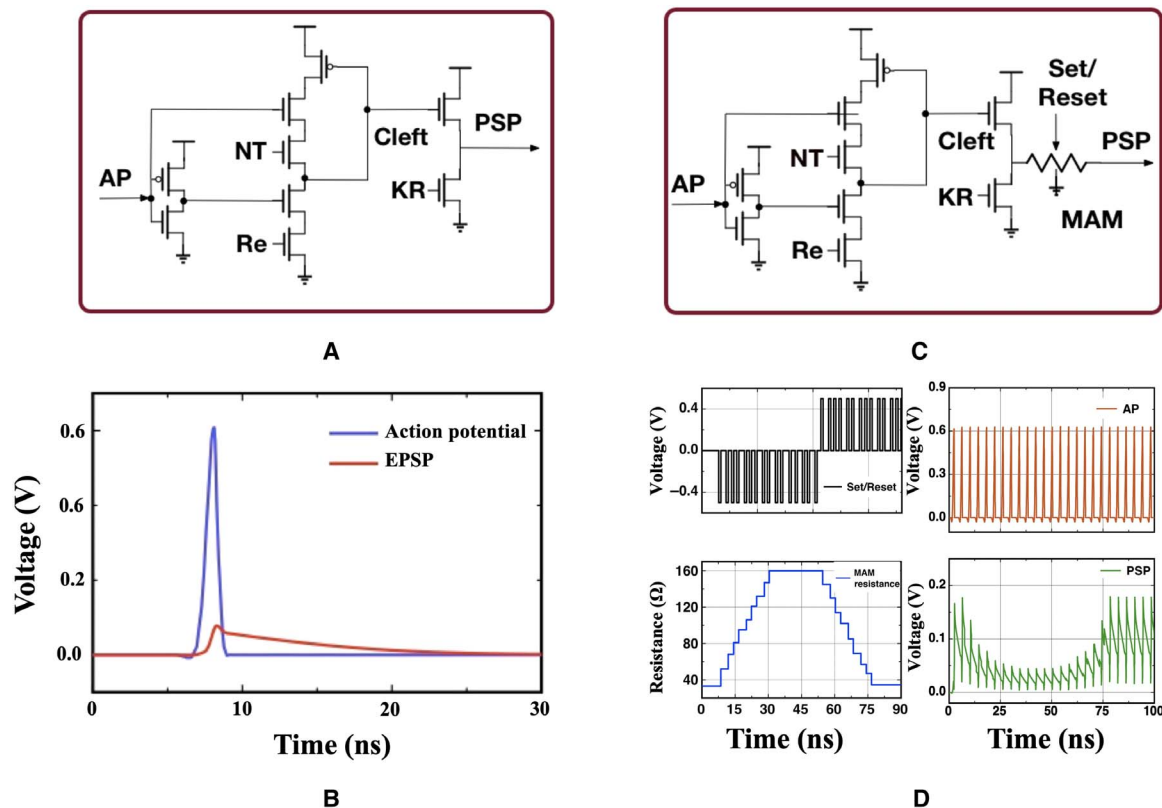 AP
NT
Re
Cleft
KR
PSP
A
AP
NT
Re
Cleft
KR
Set/
Reset
PSP
MAM
C
Voltage (V)
0.6
0.6
0.2
0.0
0
10
20
30
Action potential
EPSP
Time (ns)
B
Voltage (V)
0.4
0.0
−0.4
Set/Reset
Voltage (V)
0.9
0.6
0.3
0.0
AP
Resistance (Ω)
160
120
80
40
MAM
resistance
0 15 30 45 60 75 90
Time (ns)
Voltage (V)
0.2
0.1
0.0
PSP
0 25 50 75 100
Time (ns)
D